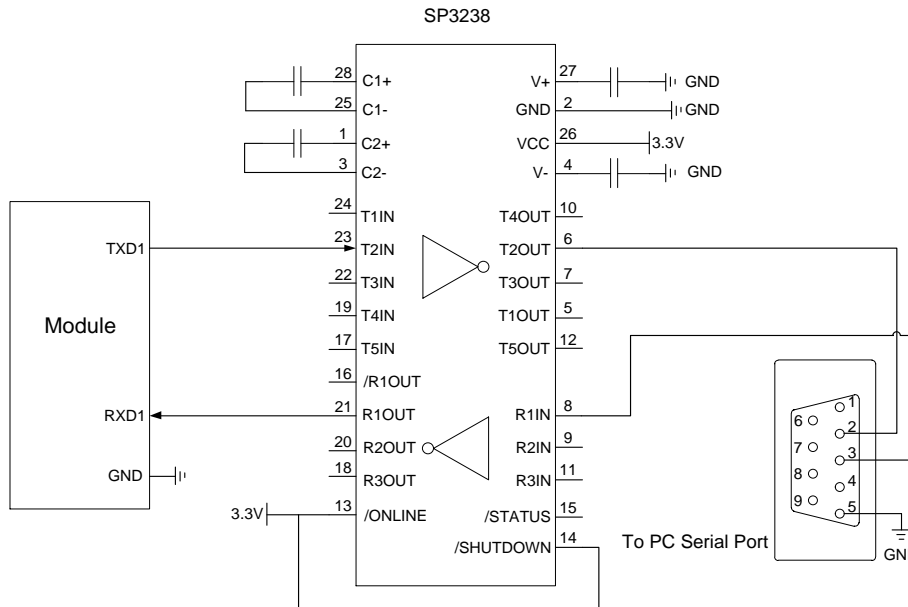 SP3238
28 C1+ V+ 27 GND
25 C1- GND 2 GND
1 C2+ VCC 26 3.3V
3 C2- V- 4 GND
24 T1IN T4OUT 10
TXD1 23 T2IN T2OUT 6
22 T3IN T3OUT 7
19 T4IN T1OUT 5
Module
17 T5IN T5OUT 12
16 /R1OUT
RXD1 21 R1OUT R1IN 8
20 R2OUT R2IN 9
GND 18 R3OUT R3IN 11
3.3V 13 /ONLINE /STATUS 15
/SHUTDOWN 14
1
6
2
7
3
8
4
9
5
To PC Serial Port
GN